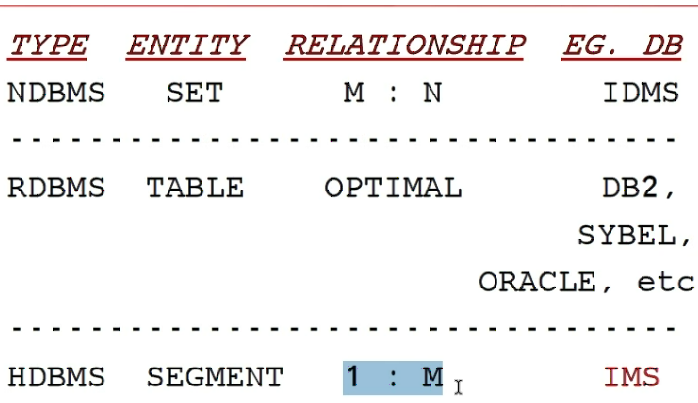 TYPE ENTITY RELATIONSHIP EG. DB
NDBMS SET M : N IDMS
- - - - - - - - - - - - - - - - - - - - - - - - - - - - - - - - - -
RDBMS TABLE OPTIMAL DB2,
SYBEL,
ORACLE, etc
- - - - - - - - - - - - - - - - - - - - - - - - - - - - - - - - - -
HDBMS SEGMENT 1 : M IMS